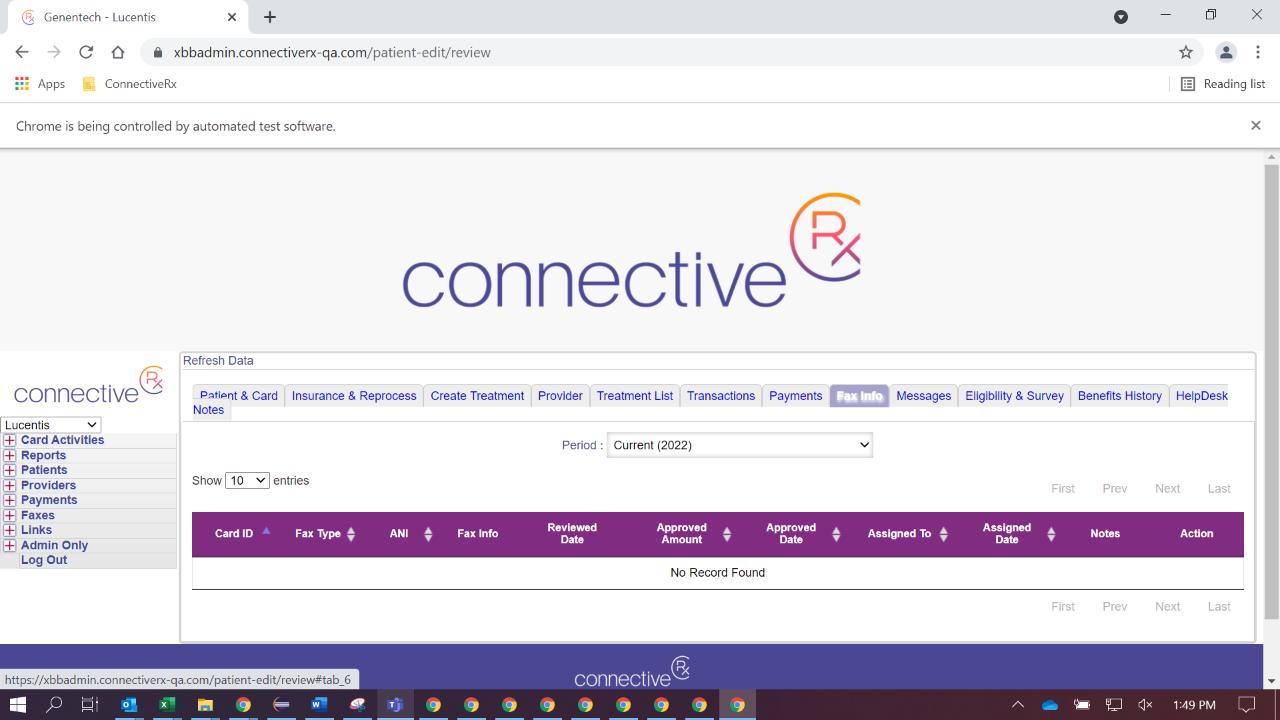 Genentech - Lucentis
xbbadmin.connectiverx-qa.com/patient-edit/review
Apps ConnectiveRx Reading list
Chrome is being controlled by automated test software.
connective Rx
Refresh Data
connective Rx
Patient & Card Insurance & Reprocess Create Treatment Provider Treatment List Transactions Payments Fax Info Messages Eligibility & Survey Benefits History HelpDesk
Notes
Lucentis
Card Activities
Reports
Patients
Providers
Payments
Faxes
Links
Admin Only
Log Out
Period : Current (2022)
Show 10 entries
First Prev Next Last
Card ID Fax Type ANI Fax Info Reviewed Date Approved Amount Approved Date Assigned To Assigned Date Notes Action
No Record Found
First Prev Next Last
connective Rx
https://xbbadmin.connectiverx-qa.com/patient-edit/review#tab_6
1:49 PM